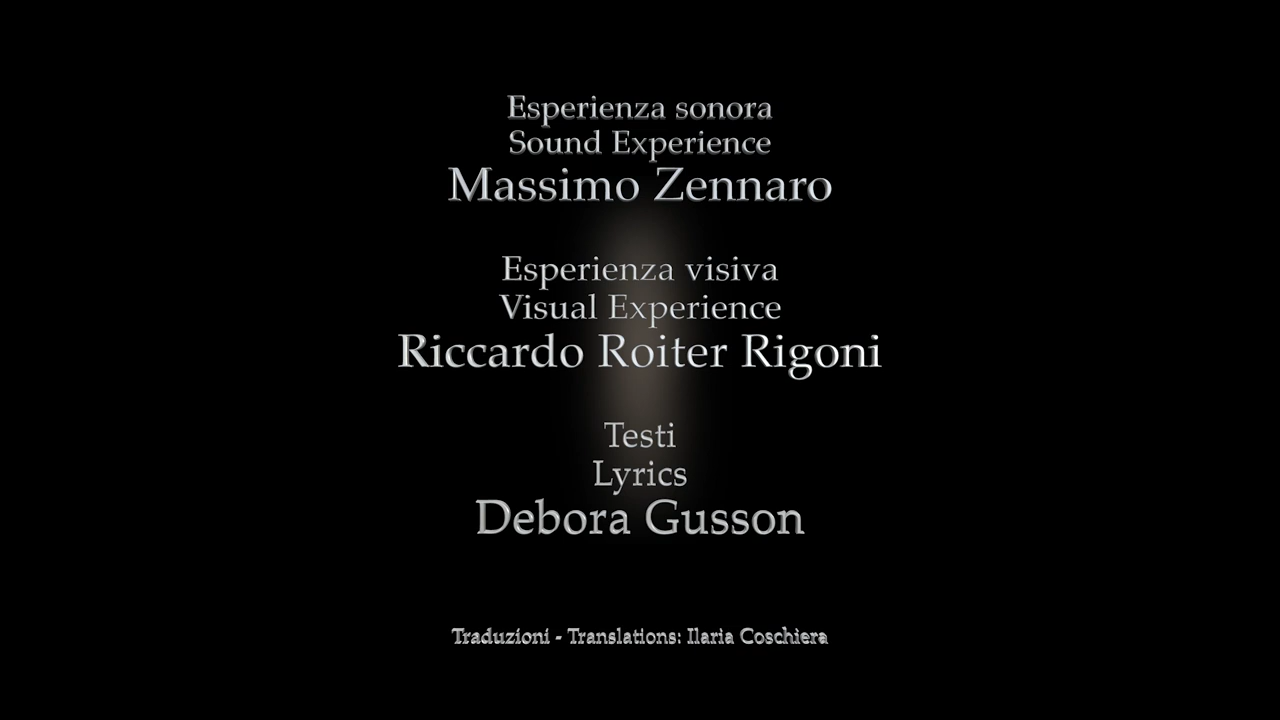 Esperienza sonora
Sound Experience
Massimo Zennaro
Esperienza visiva
Visual Experience
Riccardo Roiter Rigoni
Testi
Lyrics
Debora Gusson
Traduzioni - Translations: Ilaria Coschiera